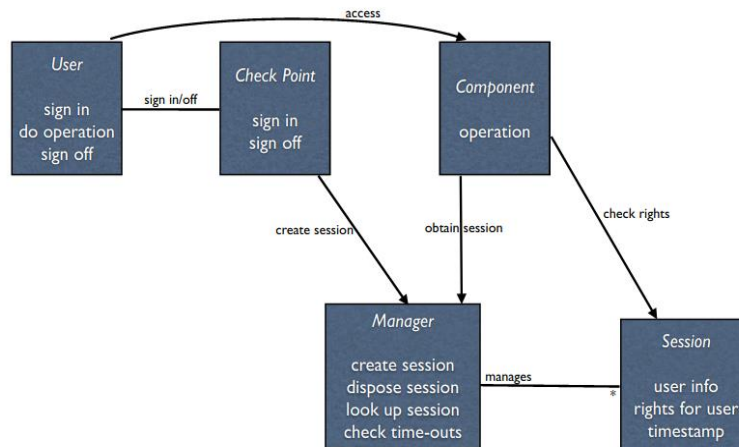 access
User
sign in
do operation
sign off
sign in/off
Check Point
sign in
sign off
Component
operation
create session
obtain session
check rights
Manager
create session
dispose session
look up session
check time-outs
manages
*
Session
user info
rights for user
timestamp